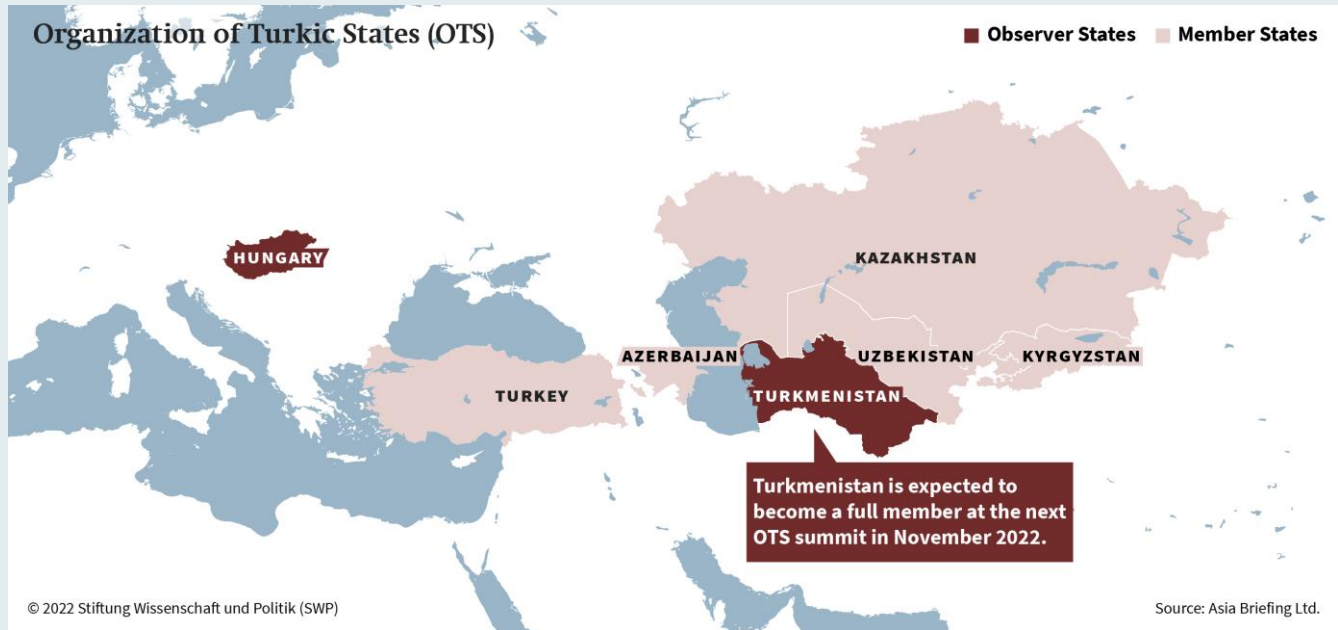 Organization of Turkic States (OTS)
Observer States
Member States
HUNGARY
KAZAKHSTAN
AZERBAIJAN
UZBEKISTAN
KYRGYZSTAN
TURKEY
TURKMENISTAN
Turkmenistan is expected to
become a full member at the next
OTS summit in November 2022.
© 2022 Stiftung Wissenschaft und Politik (SWP)
Source: Asia Briefing Ltd.